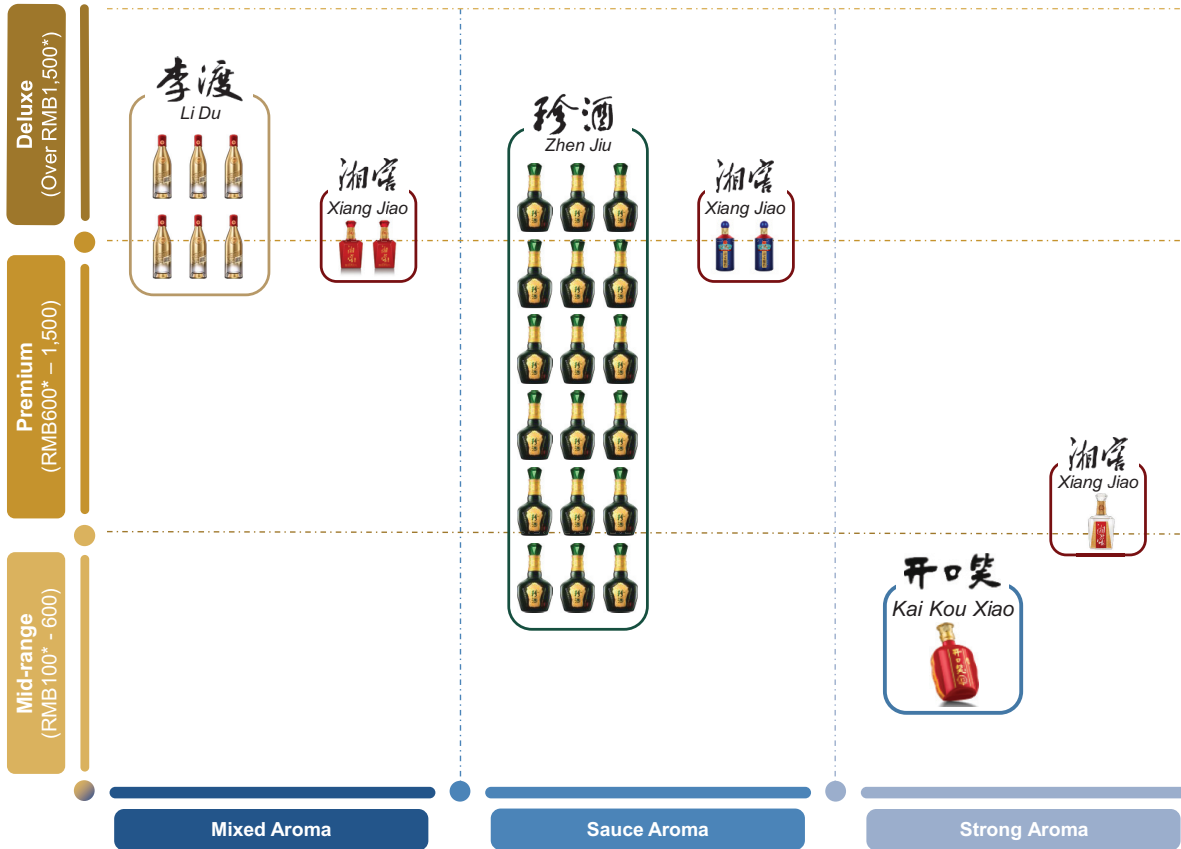 Deluxe
(Over RMB1,500*)
李渡
Li Du
湘窖
Xiang Jiao
珍酒
Zhen Jiu
湘窖
Xiang Jiao
Premium
(RMB600* – 1,500)
湘窖
Xiang Jiao
Mid-range
(RMB100* - 600)
开口笑
Kai Kou Xiao
Mixed Aroma
Sauce Aroma
Strong Aroma